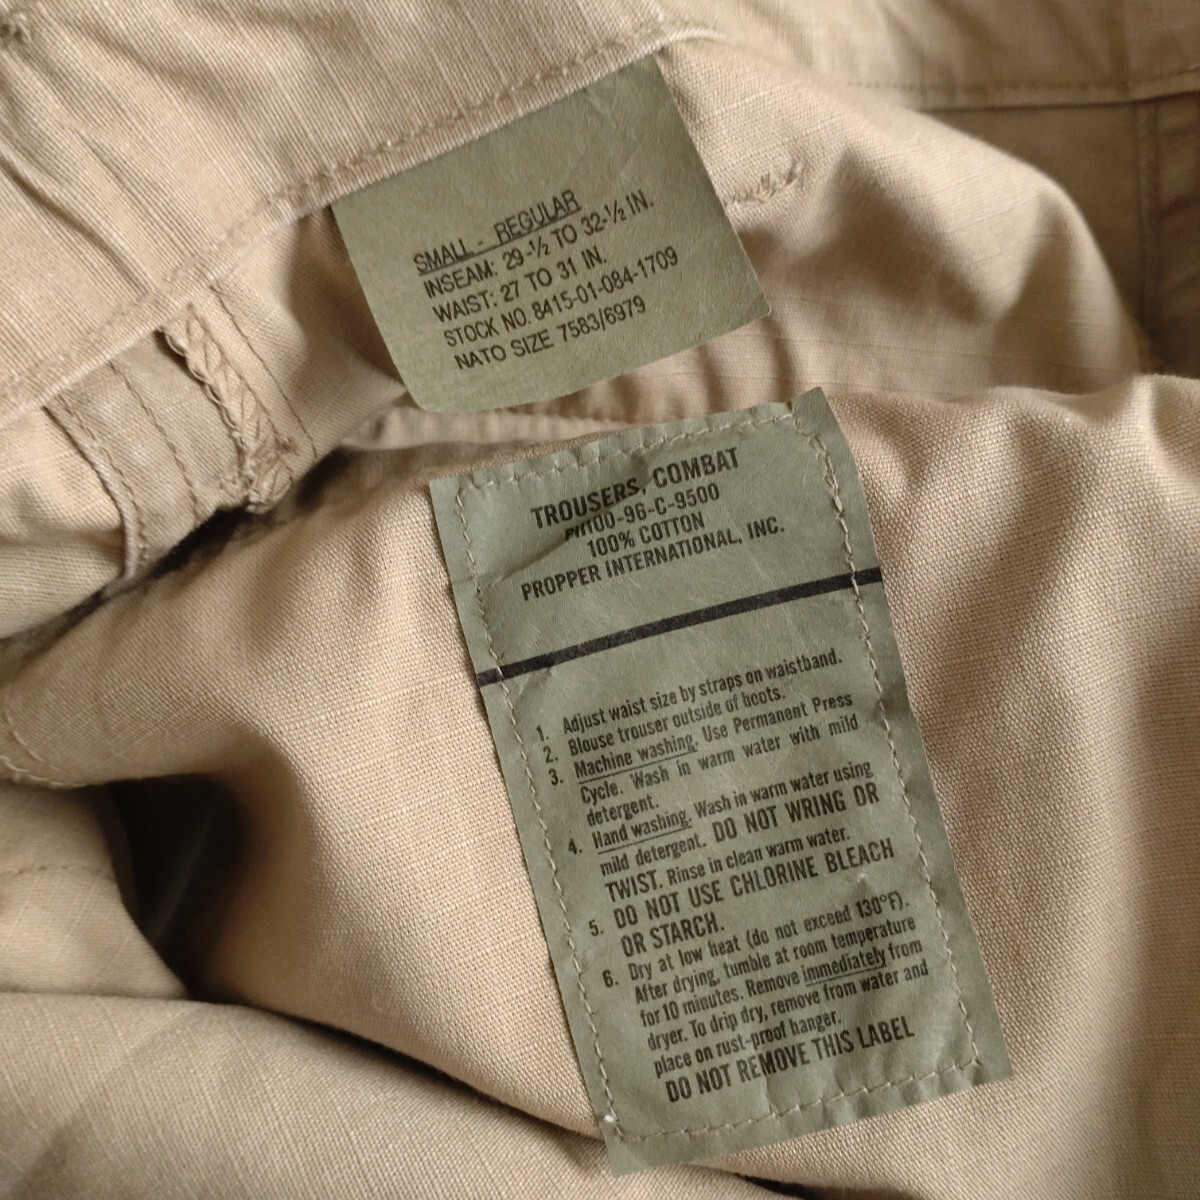 SMALL - REGULAR
INSEAM: 29-½ TO 32-½ IN.
WAIST: 27 TO 31 IN.
STOCK NO. 8415-01-084-1709
NATO SIZE 7583/6979
TROUSERS, COMBAT
PII100-96-C-9500
100% COTTON
PROPPER INTERNATIONAL, INC.
1. Adjust waist size by straps on waistband.
2. Blouse trouser outside of boots.
3. Machine washing. Use Permanent Press
Cycle. Wash in warm water with mild
detergent.
4. Hand washing. Wash in warm water using
mild detergent. DO NOT WRING OR
TWIST. Rinse in clean warm water.
5. DO NOT USE CHLORINE BLEACH
OR STARCH.
6. Dry at low heat (do not exceed 130°F).
After drying, tumble at room temperature
for 10 minutes. Remove immediately from
dryer. To drip dry, remove from water and
place on rust-proof hanger.
DO NOT REMOVE THIS LABEL